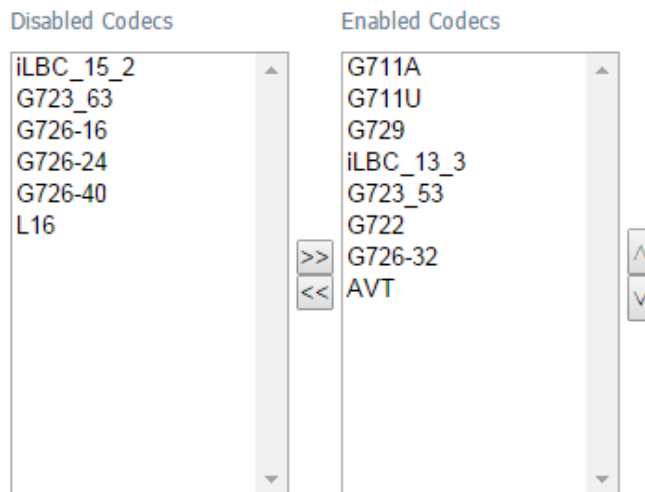 Disabled Codecs
iLBC_15_2
G723_63
G726-16
G726-24
G726-40
L16
>>
<<
Enabled Codecs
G711A
G711U
G729
iLBC_13_3
G723_53
G722
G726-32
AVT